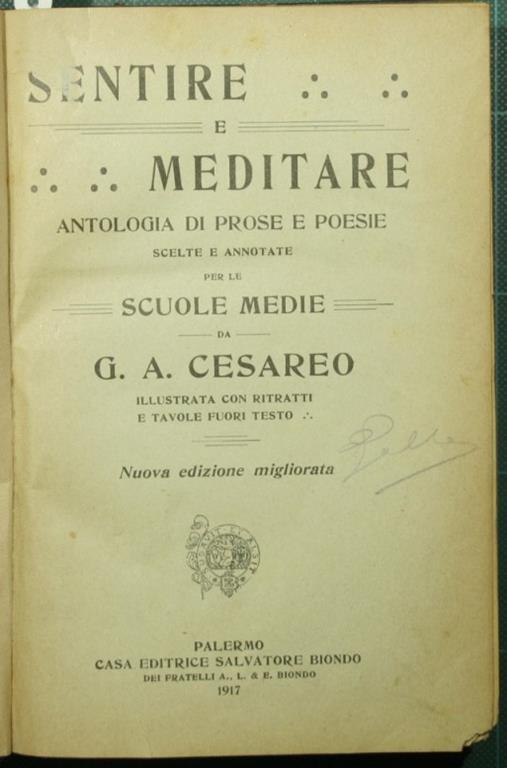 SENTIRE ∴ ∴
E
∴ ∴ MEDITARE
ANTOLOGIA DI PROSE E POESIE
SCELTE E ANNOTATE
PER LE
SCUOLE MEDIE
DA
G. A. CESAREO
ILLUSTRATA CON RITRATTI
E TAVOLE FUORI TESTO ∴
Nuova edizione migliorata
PALERMO
CASA EDITRICE SALVATORE BIONDO
DEI FRATELLI A., L. & E. BIONDO
1917